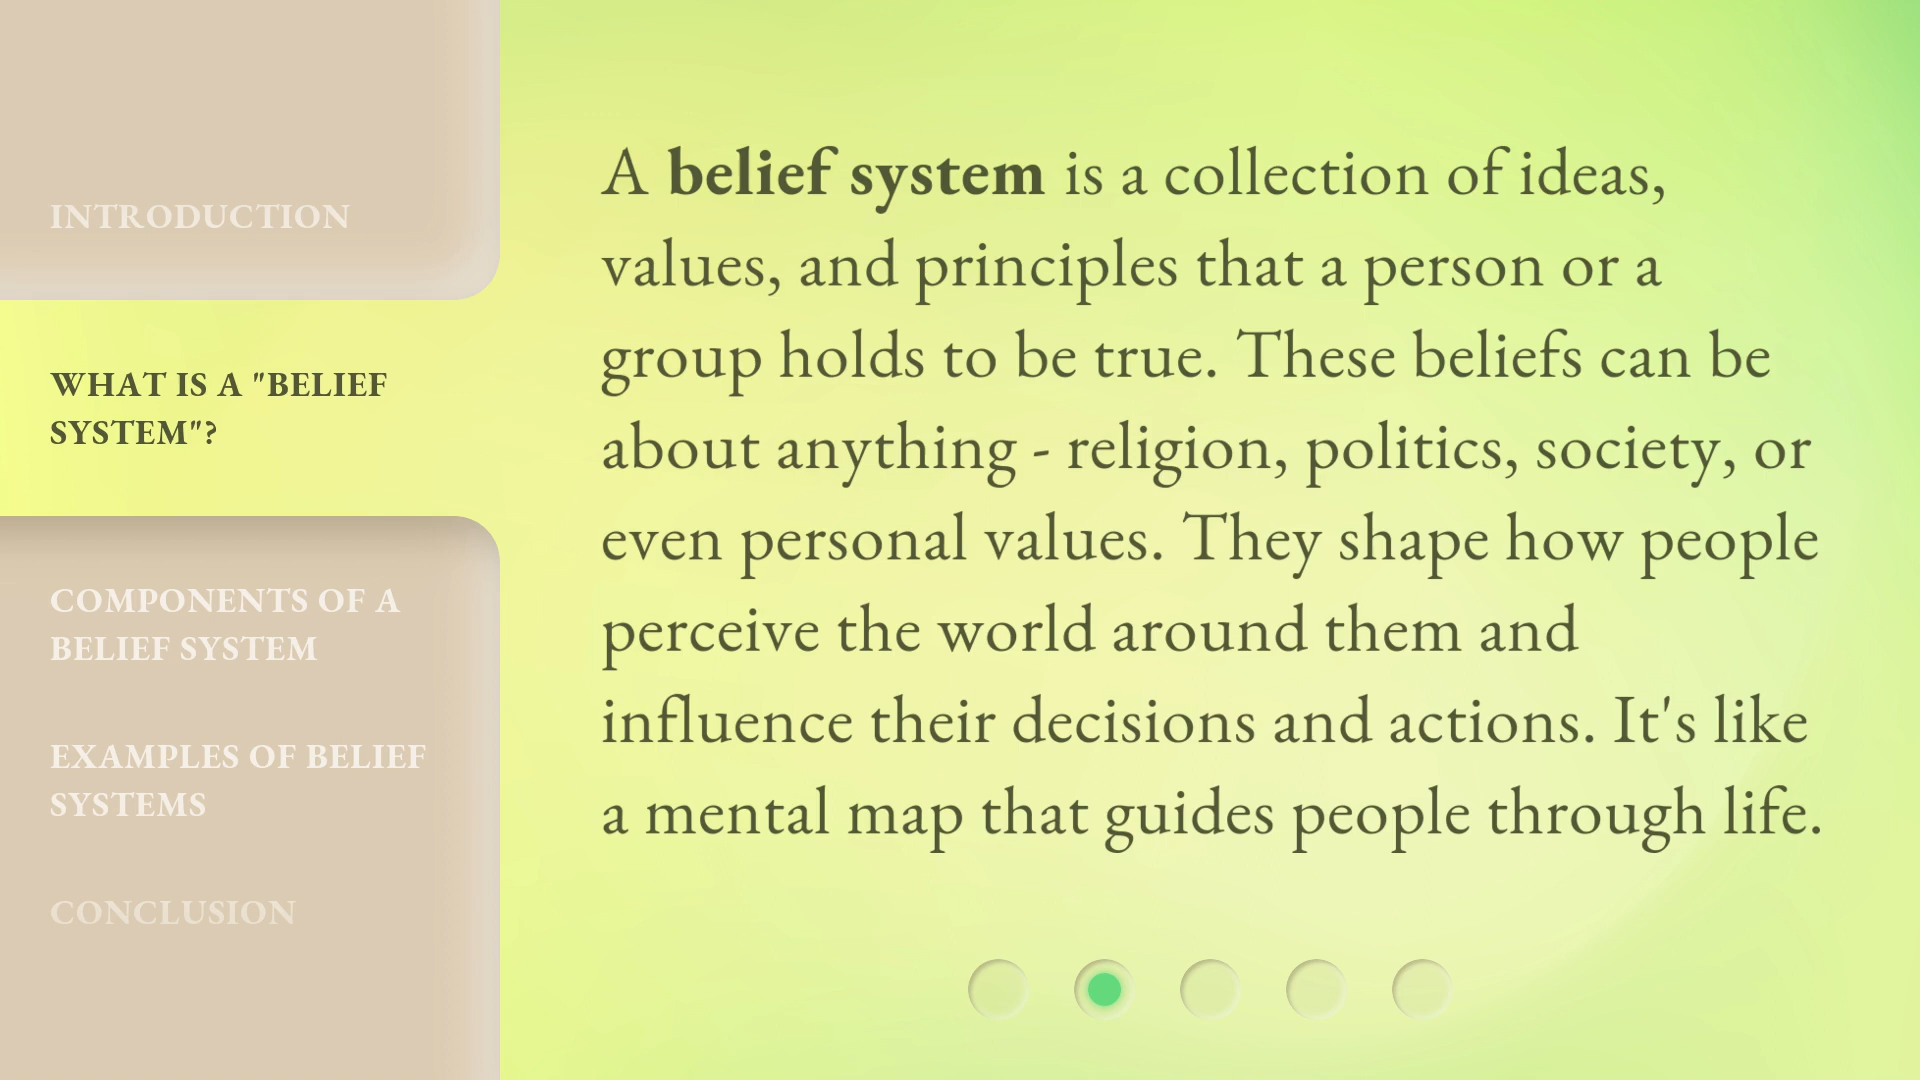 INTRODUCTION
WHAT IS A "BELIEF
SYSTEM"?
COMPONENTS OF A
BELIEF SYSTEM
EXAMPLES OF BELIEF
SYSTEMS
CONCLUSION
A belief system is a collection of ideas,
values, and principles that a person or a
group holds to be true. These beliefs can be
about anything - religion, politics, society, or
even personal values. They shape how people
perceive the world around them and
influence their decisions and actions. It's like
a mental map that guides people through life.